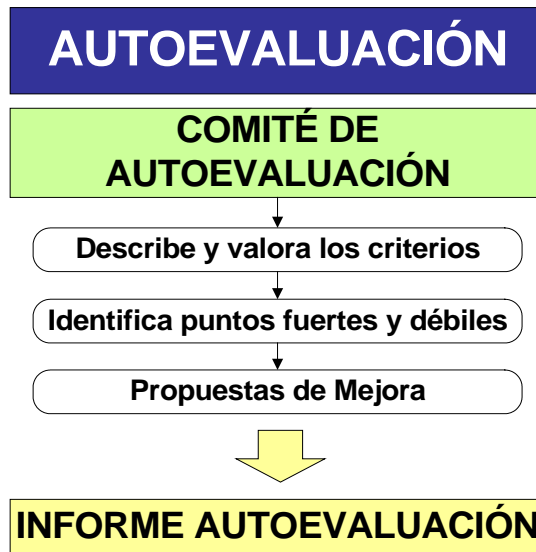 AUTOEVALUACIÓN
COMITÉ DE
AUTOEVALUACIÓN
Describe y valora los criterios
Identifica puntos fuertes y débiles
Propuestas de Mejora
INFORME AUTOEVALUACIÓN